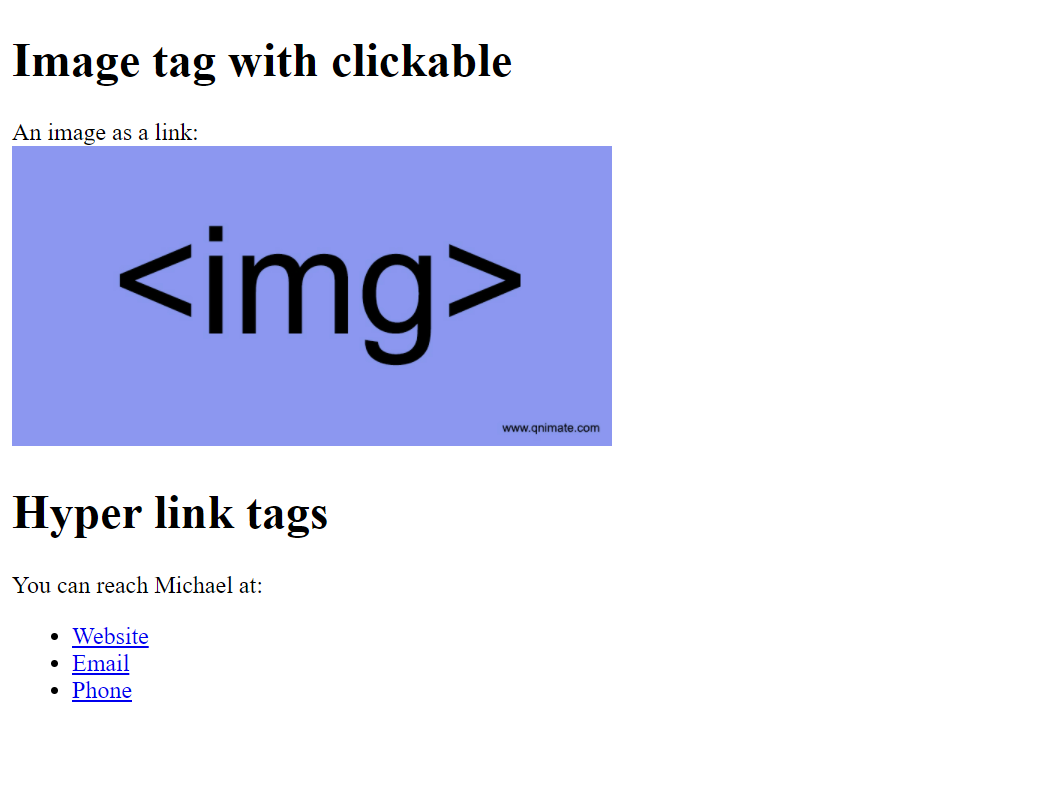 Image tag with clickable
An image as a link:
<img>
www.qnimate.com
Hyper link tags
You can reach Michael at:
Website
Email
Phone